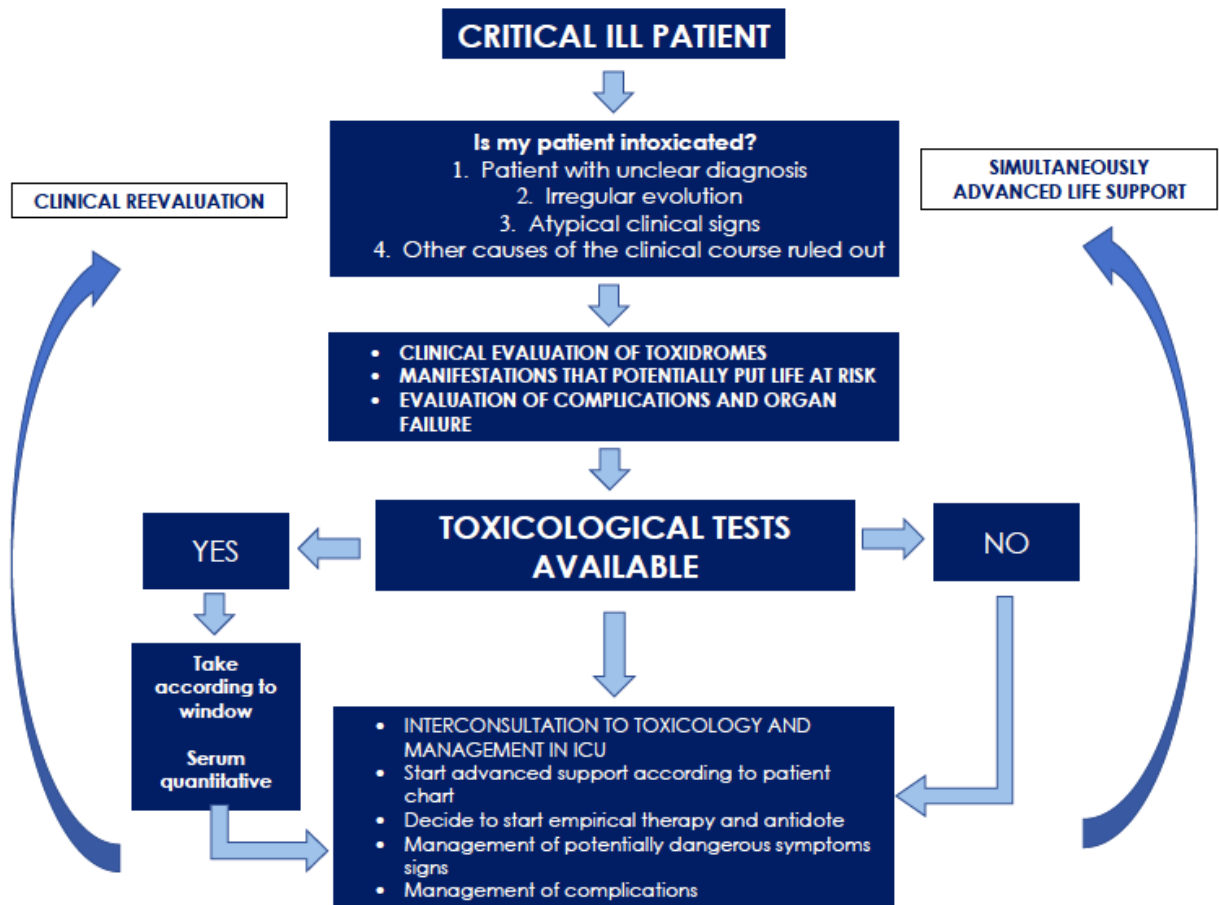 CRITICAL ILL PATIENT
Is my patient intoxicated?
1. Patient with unclear diagnosis
2. Irregular evolution
3. Atypical clinical signs
4. Other causes of the clinical course ruled out
CLINICAL REEVALUATION
SIMULTANEOUSLY
ADVANCED LIFE SUPPORT
• CLINICAL EVALUATION OF TOXIDROMES
• MANIFESTATIONS THAT POTENTIALLY PUT LIFE AT RISK
• EVALUATION OF COMPLICATIONS AND ORGAN
FAILURE
TOXICOLOGICAL TESTS
AVAILABLE
YES
NO
Take
according to
window
Serum
quantitative
• INTERCONSULTATION TO TOXICOLOGY AND
MANAGEMENT IN ICU
• Start advanced support according to patient
chart
• Decide to start empirical therapy and antidote
• Management of potentially dangerous symptoms
signs
• Management of complications